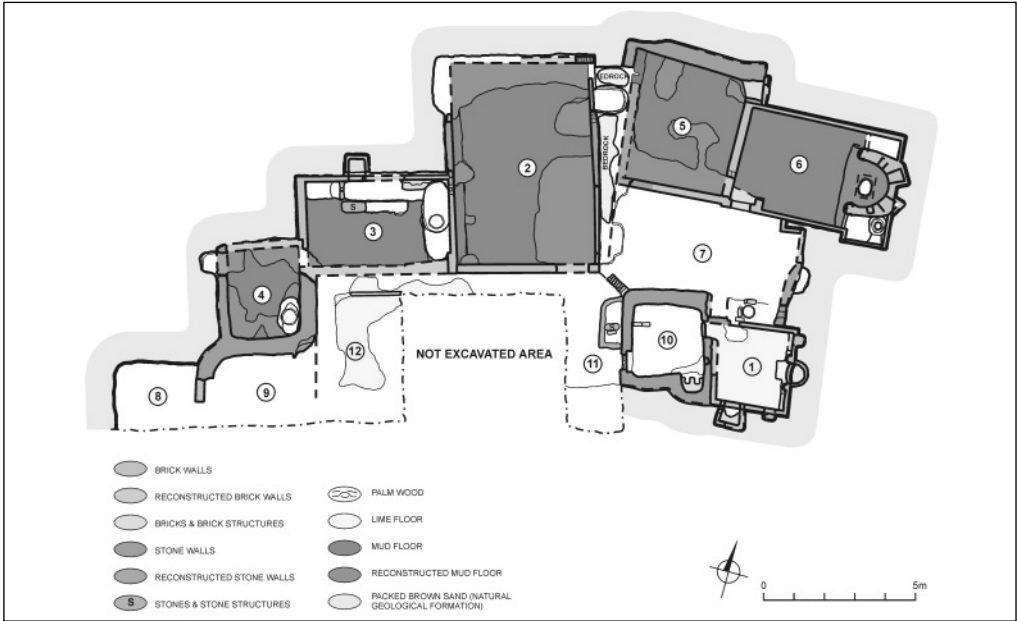 BEDROCK
5
6
BEDROCK
2
S
3
7
4
S
10
12
NOT EXCAVATED AREA
11
1
8
9
BRICK WALLS
RECONSTRUCTED BRICK WALLS
BRICKS & BRICK STRUCTURES
STONE WALLS
RECONSTRUCTED STONE WALLS
S STONES & STONE STRUCTURES
PALM WOOD
LIME FLOOR
MUD FLOOR
RECONSTRUCTED MUD FLOOR
PACKED BROWN SAND (NATURAL
GEOLOGICAL FORMATION)
0 5m